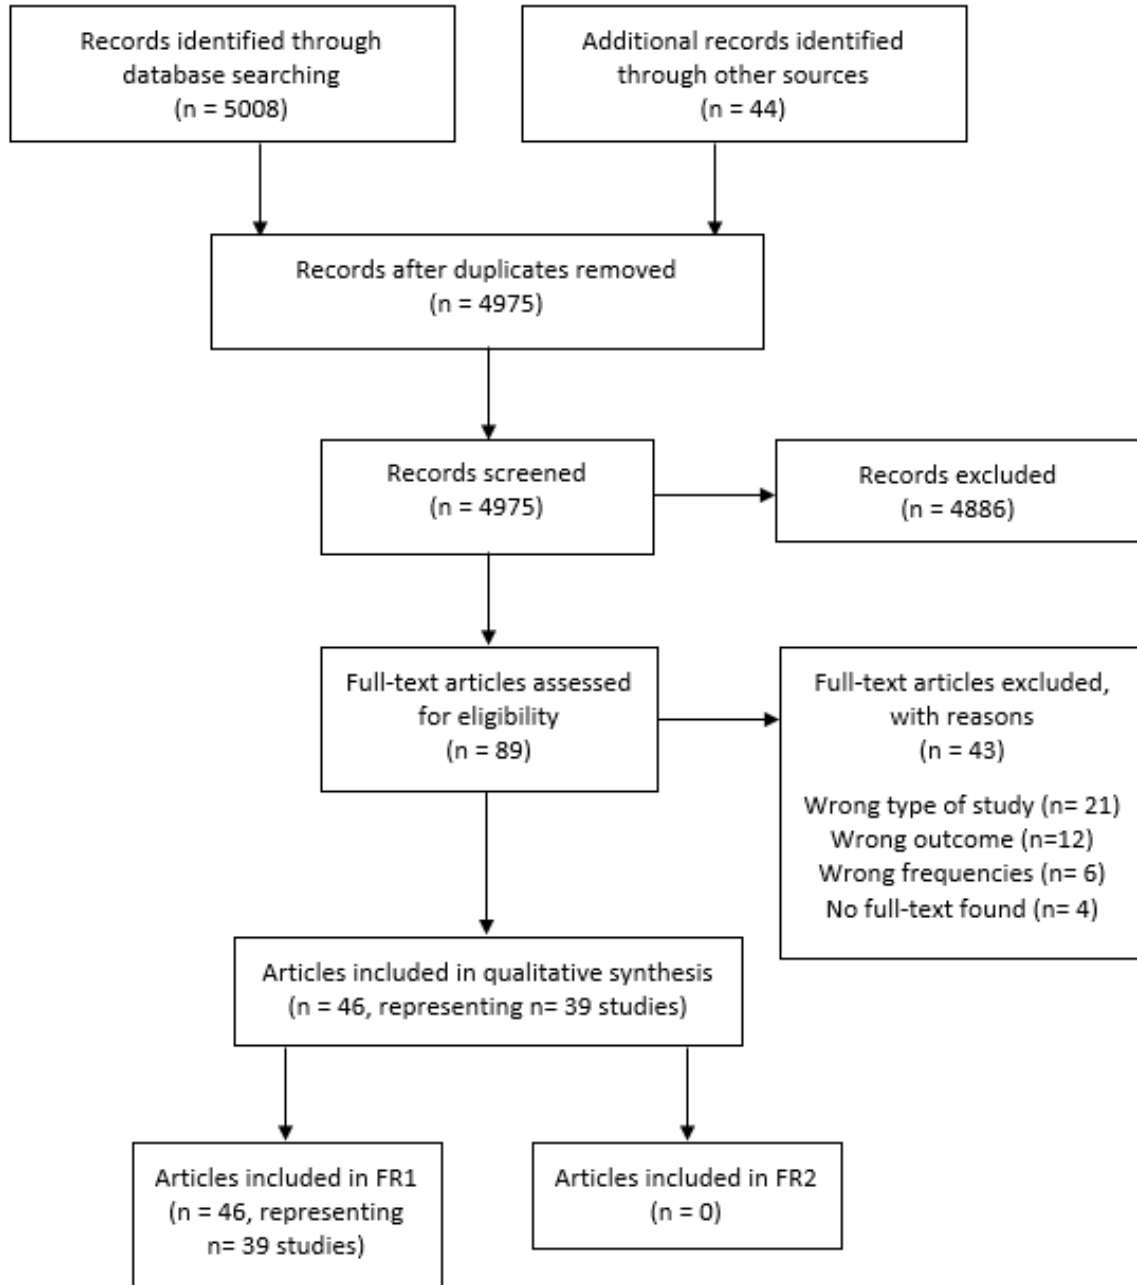 Records identified through
database searching
(n = 5008)
Additional records identified
through other sources
(n = 44)
Records after duplicates removed
(n = 4975)
Records screened
(n = 4975)
Records excluded
(n = 4886)
Full-text articles assessed
for eligibility
(n = 89)
Full-text articles excluded,
with reasons
(n = 43)
Wrong type of study (n= 21)
Wrong outcome (n=12)
Wrong frequencies (n= 6)
No full-text found (n= 4)
Articles included in qualitative synthesis
(n = 46, representing n= 39 studies)
Articles included in FR1
(n = 46, representing
n= 39 studies)
Articles included in FR2
(n = 0)